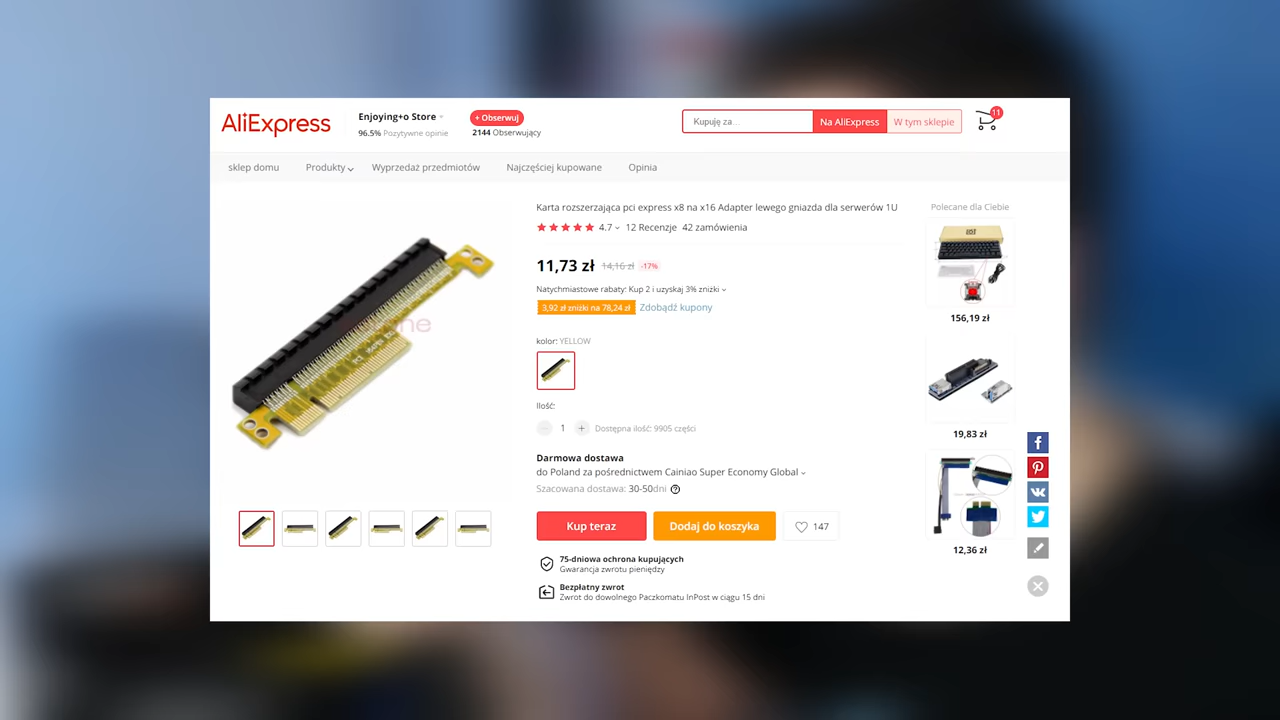 AliExpress
Enjoying+o Store
96.5% Pozytywne opinie
+ Obserwuj
2144 Obserwujący
Kupuję za...
Na AliExpress
W tym sklepie
11
sklep domu
Produkty
Wyprzedaż przedmiotów
Najczęściej kupowane
Opinia
Karta rozszerzająca pci express x8 na x16 Adapter lewego gniazda dla serwerów 1U
4.7
12 Recenzje
42 zamówienia
11,73 zł
14,16 zł
-17%
Natychmiastowe rabaty: Kup 2 i uzyskaj 3% zniżki
3,92 zł zniżki na 78,24 zł
Zdobądź kupony
kolor: YELLOW
Ilość:
1
+
Dostępna ilość: 9905 części
Darmowa dostawa
do Poland za pośrednictwem Cainiao Super Economy Global
Szacowana dostawa: 30-50dni
Kup teraz
Dodaj do koszyka
147
75-dniowa ochrona kupujących
Gwarancja zwrotu pieniędzy
Bezpłatny zwrot
Zwrot do dowolnego Paczkomatu InPost w ciągu 15 dni
Polecane dla Ciebie
156,19 zł
19,83 zł
12,36 zł